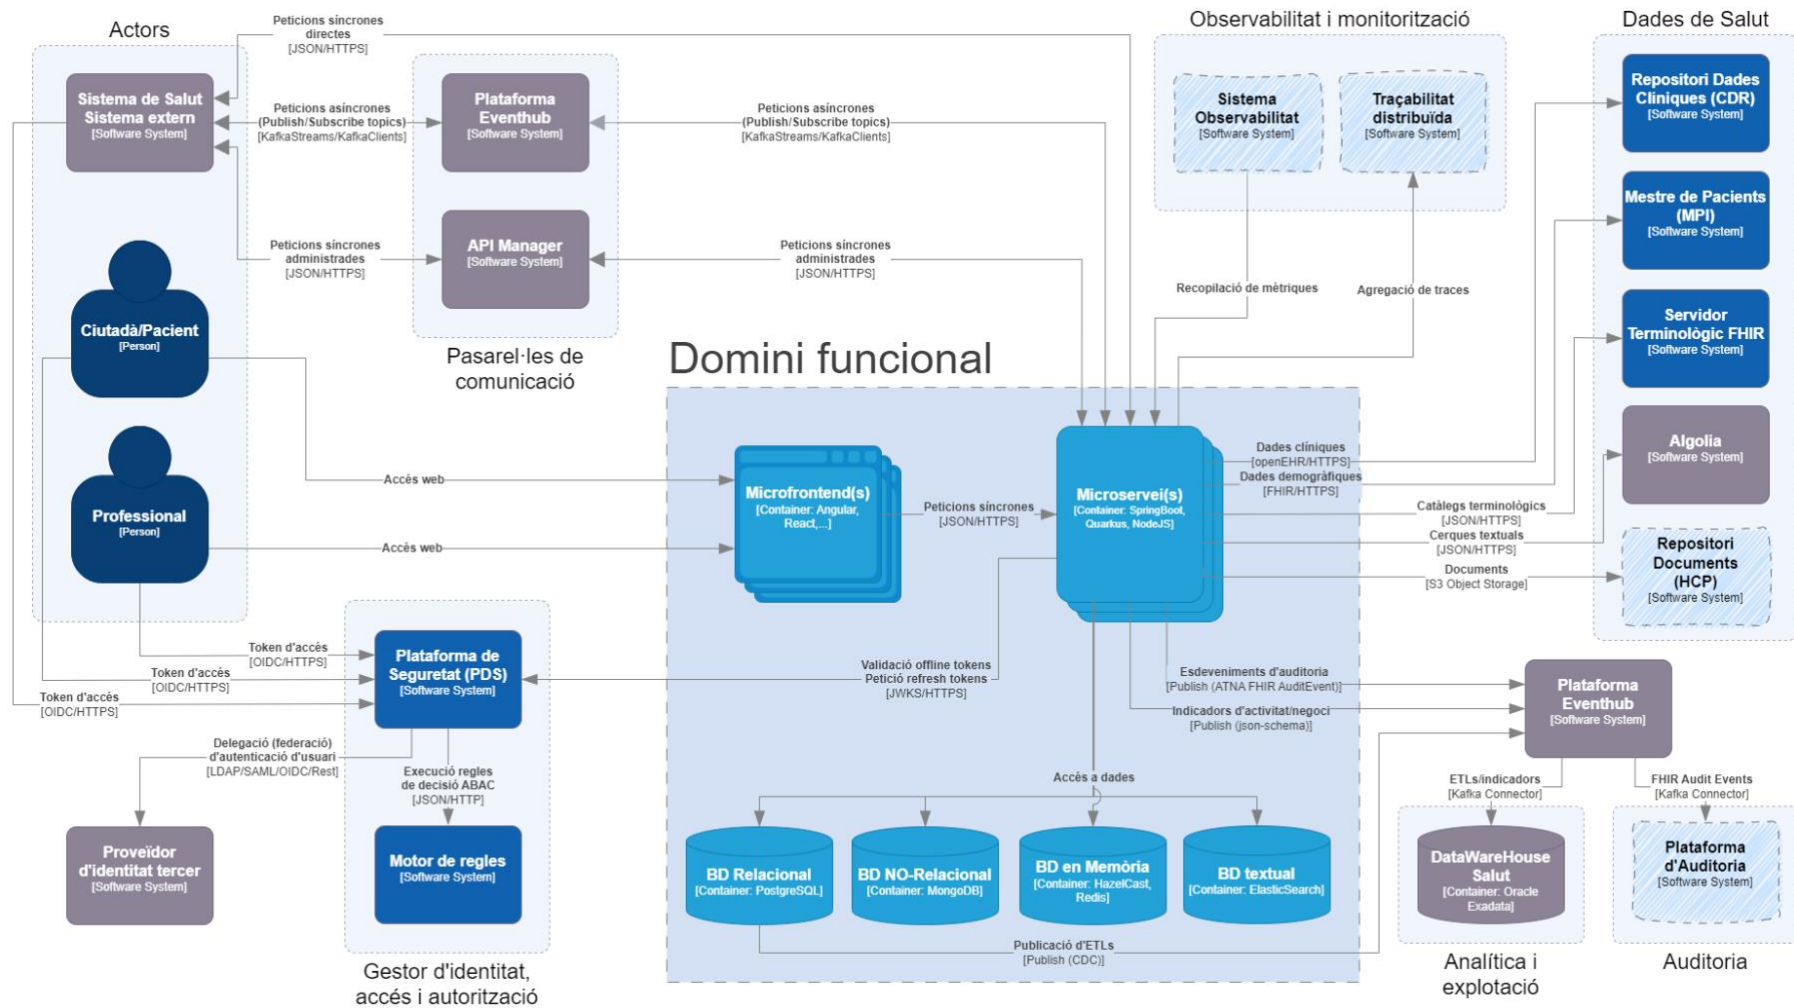 Actors
Sistema de Salut
Sistema extern
[Software System]
Ciutadà/Pacient
[Person]
Professional
[Person]
Peticions síncrones
directes
[JSON/HTTPS]
Peticions asíncrones
(Publish/Subscribe topics)
[KafkaStreams/KafkaClients]
Peticions síncrones
administrades
[JSON/HTTPS]
Plataforma
Eventhub
[Software System]
API Manager
[Software System]
Pasarel·les de
comunicació
Peticions asíncrones
(Publish/Subscribe topics)
[KafkaStreams/KafkaClients]
Peticions síncrones
administrades
[JSON/HTTPS]
Observabilitat i monitorització
Sistema
Observabilitat
[Software System]
Traçabilitat
distribuïda
[Software System]
Recopilació de mètriques
Agregació de traces
Dades de Salut
Repositori Dades
Cliniques (CDR)
[Software System]
Mestre de Pacients
(MPI)
[Software System]
Servidor
Terminològic FHIR
[Software System]
Algolia
[Software System]
Repositori
Documents
(HCP)
[Software System]
Domini funcional
Accés web
Accés web
Microfrontend(s)
[Container: Angular,
React,...]
Peticions síncrones
[JSON/HTTPS]
Microservei(s)
[Container: SpringBoot,
Quarkus, NodeJS]
Dades clíniques
[openEHR/HTTPS]
Dades demogràfiques
[FHIR/HTTPS]
Catàlegs terminològics
[JSON/HTTPS]
Cerques textuals
[JSON/HTTPS]
Documents
[S3 Object Storage]
Token d'accés
[OIDC/HTTPS]
Token d'accés
[OIDC/HTTPS]
Token d'accés
[OIDC/HTTPS]
Plataforma de
Seguretat (PDS)
[Software System]
Validació offline tokens
Petició refresh tokens
[JWKS/HTTPS]
Delegació (federació)
d'autenticació d'usuari
[LDAP/SAML/OIDC/Rest]
Execució regles
de decisió ABAC
[JSON/HTTP]
Proveïdor
d'identitat tercer
[Software System]
Motor de regles
[Software System]
Gestor d'identitat,
accés i autorització
Esdeveniments d'auditoria
[Publish (ATNA FHIR AuditEvent)]
Indicadors d'activitat/negoci
[Publish (json-schema)]
Accés a dades
BD Relacional
[Container: PostgreSQL]
BD NO-Relacional
[Container: MongoDB]
BD en Memòria
[Container: HazelCast,
Redis]
BD textual
[Container: ElasticSearch]
Publicació d'ETLs
[Publish (CDC)]
Plataforma
Eventhub
[Software System]
ETLs/indicadors
[Kafka Connector]
FHIR Audit Events
[Kafka Connector]
DataWareHouse
Salut
[Container: Oracle
Exadata]
Plataforma
d'Auditoria
[Software System]
Analítica i
explotació
Auditoria